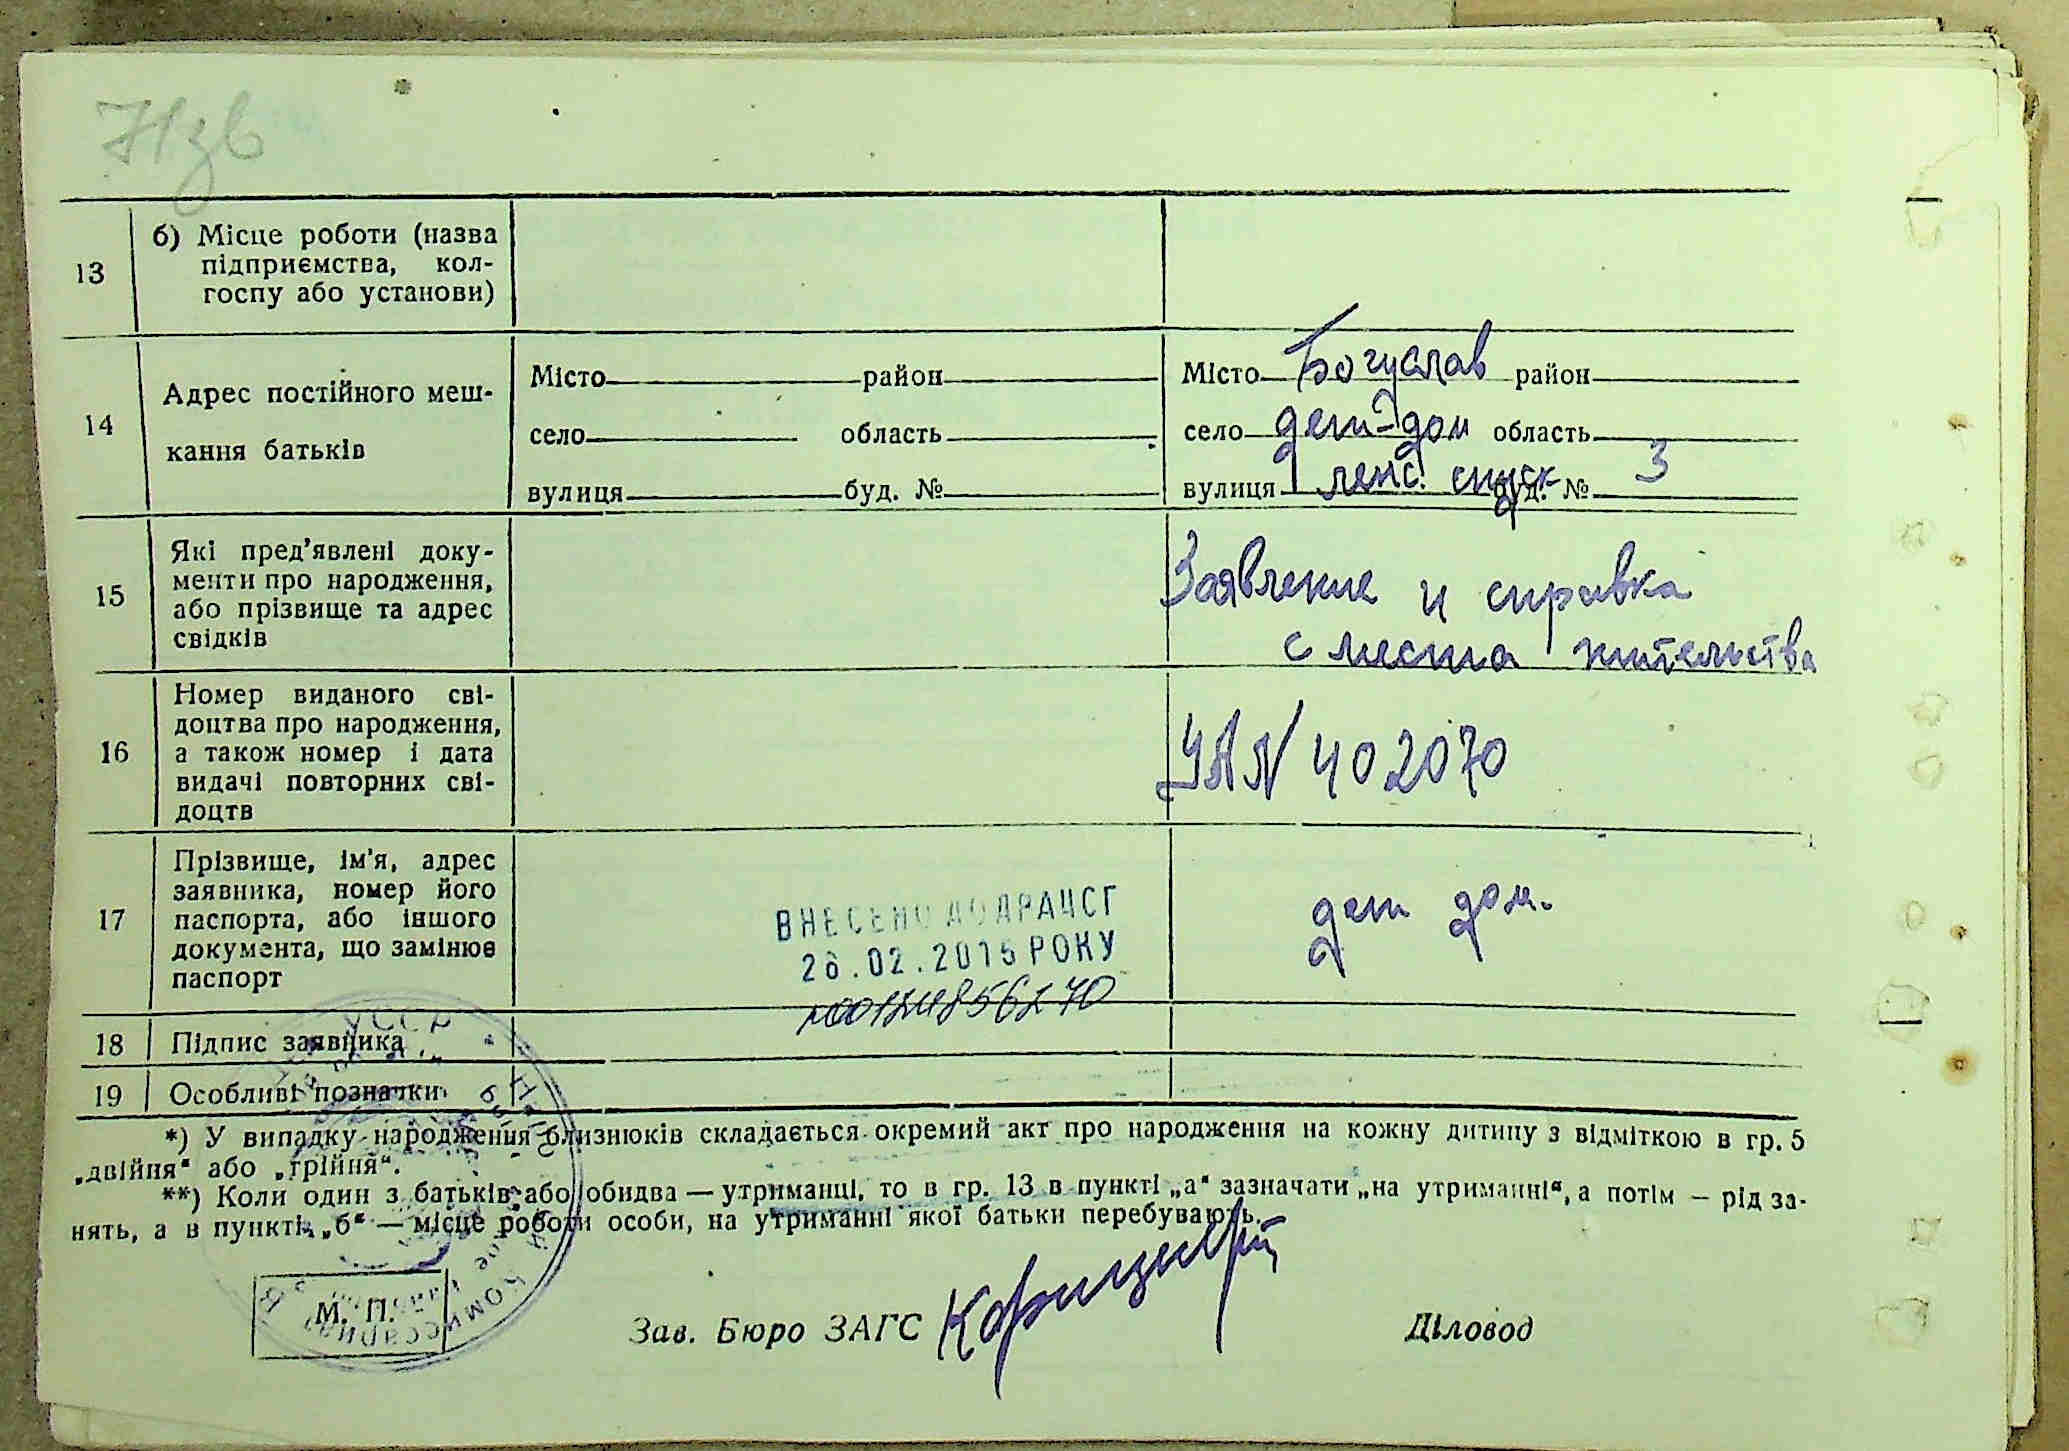 71зв
13
б) Місце роботи (назва
підприємства, кол-
госпу або установи)
14
Адрес постійного меш-
кання батьків
Місто район
село область
вулиця буд. №
Місто Богуслав район
село дет-дом область
вулиця спуск буд. № 3
15
Які пред'явлені доку-
менти про народження,
або прізвище та адрес
свідків
Заявление и справка
с места жительства
16
Номер виданого сві-
доцтва про народження,
а також номер і дата
видачі повторних сві-
доцтв
УА N 402070
17
Прізвище, ім'я, адрес
заявника, номер його
паспорта, або іншого
документа, що замінює
паспорт
ВНЕСЕНО ДО ДРАЦСГ
26.02.2015 РОКУ
дет дом.
18 Підпис заявника
19 Особливі позначки
*) У випадку народження близнюків складається окремий акт про народження на кожну дитину з відміткою в гр. 5
„двійня“ або „трійня“.
**) Коли один з батьків або обидва — утриманці, то в гр. 13 в пункті „а“ зазначати „на утриманні“, а потім — рід за-
нять, а в пункті „б“ — місце роботи особи, на утриманні якої батьки перебувають.
УССР
М. П.
Зав. Бюро ЗАГС
Діловод